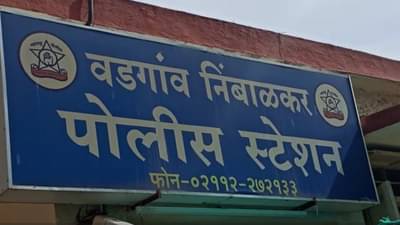 वडगांव निंबाळकर
पोलीस स्टेशन
फोन-०२११२-२७२१३३